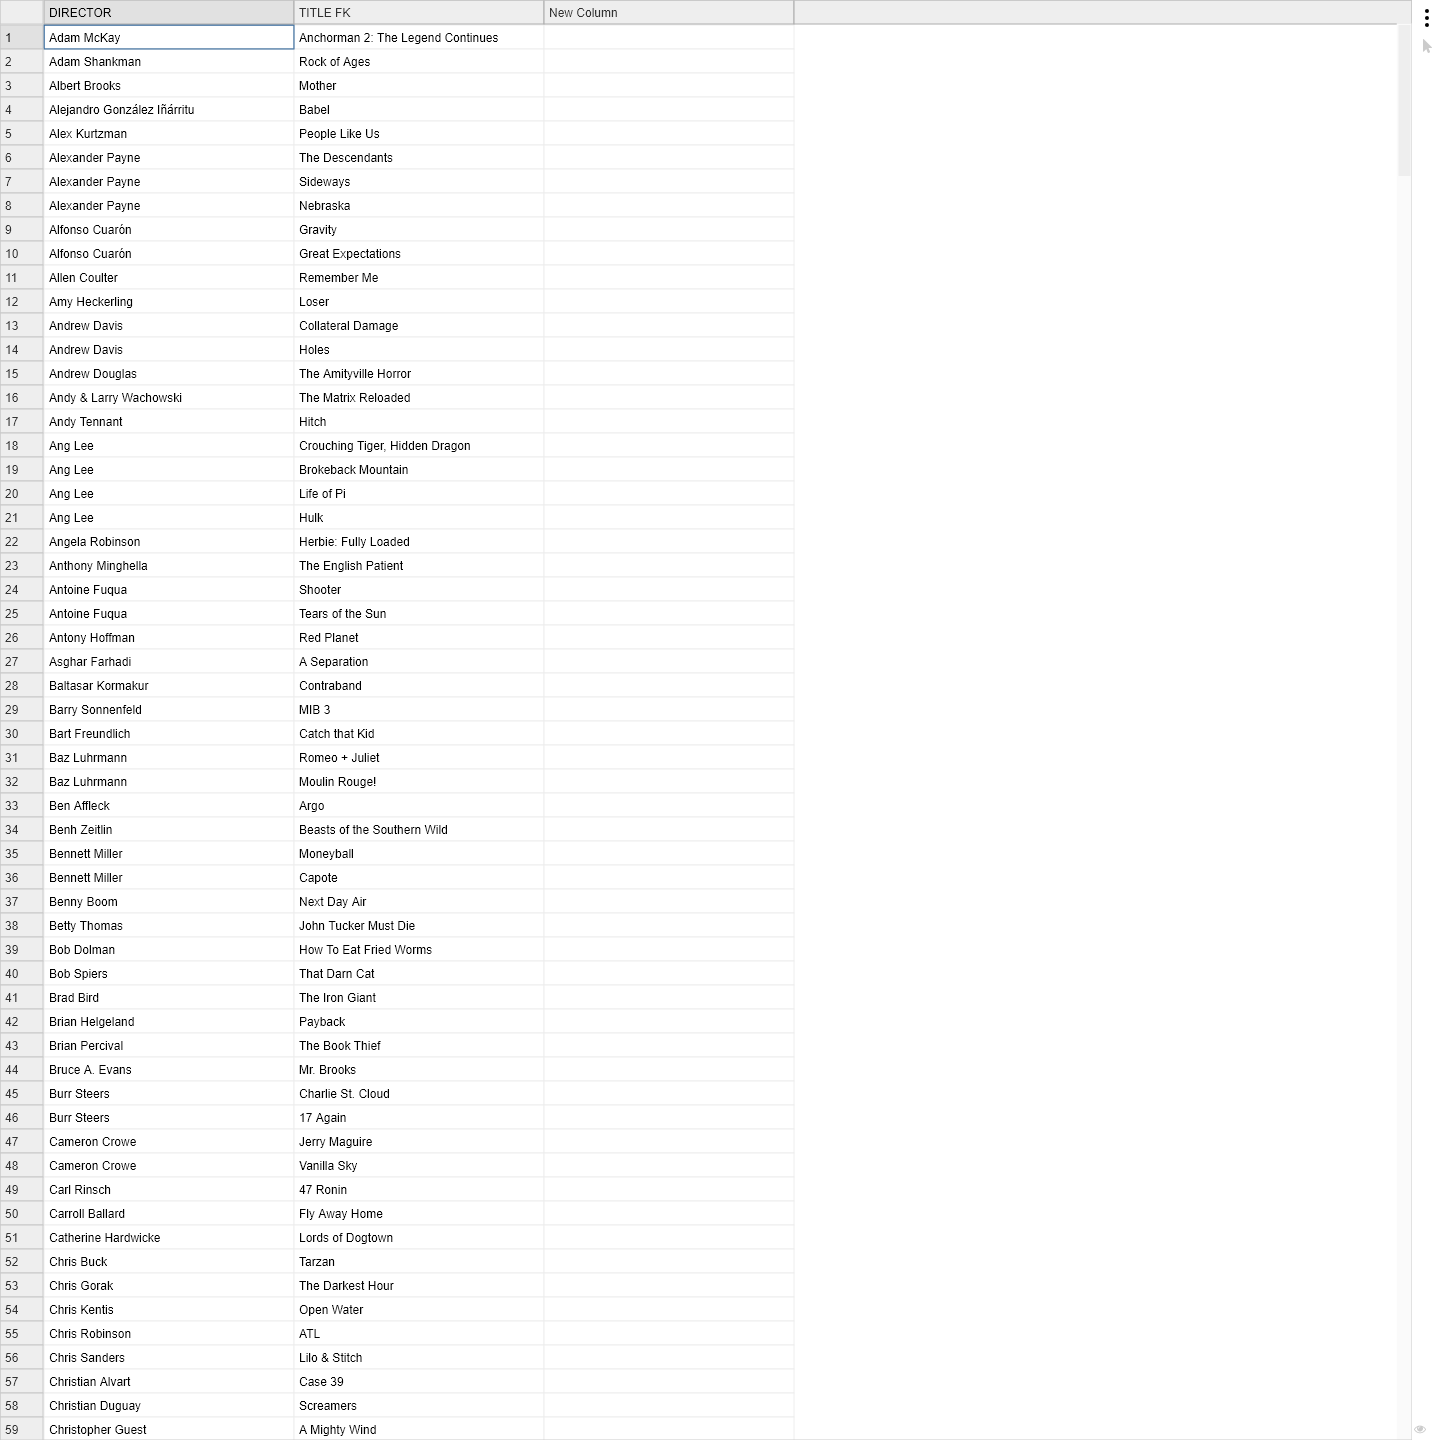 DIRECTOR TITLE FK New Column
1 Adam McKay Anchorman 2: The Legend Continues
2 Adam Shankman Rock of Ages
3 Albert Brooks Mother
4 Alejandro González Iñárritu Babel
5 Alex Kurtzman People Like Us
6 Alexander Payne The Descendants
7 Alexander Payne Sideways
8 Alexander Payne Nebraska
9 Alfonso Cuarón Gravity
10 Alfonso Cuarón Great Expectations
11 Allen Coulter Remember Me
12 Amy Heckerling Loser
13 Andrew Davis Collateral Damage
14 Andrew Davis Holes
15 Andrew Douglas The Amityville Horror
16 Andy & Larry Wachowski The Matrix Reloaded
17 Andy Tennant Hitch
18 Ang Lee Crouching Tiger, Hidden Dragon
19 Ang Lee Brokeback Mountain
20 Ang Lee Life of Pi
21 Ang Lee Hulk
22 Angela Robinson Herbie: Fully Loaded
23 Anthony Minghella The English Patient
24 Antoine Fuqua Shooter
25 Antoine Fuqua Tears of the Sun
26 Antony Hoffman Red Planet
27 Asghar Farhadi A Separation
28 Baltasar Kormakur Contraband
29 Barry Sonnenfeld MIB 3
30 Bart Freundlich Catch that Kid
31 Baz Luhrmann Romeo + Juliet
32 Baz Luhrmann Moulin Rouge!
33 Ben Affleck Argo
34 Benh Zeitlin Beasts of the Southern Wild
35 Bennett Miller Moneyball
36 Bennett Miller Capote
37 Benny Boom Next Day Air
38 Betty Thomas John Tucker Must Die
39 Bob Dolman How To Eat Fried Worms
40 Bob Spiers That Darn Cat
41 Brad Bird The Iron Giant
42 Brian Helgeland Payback
43 Brian Percival The Book Thief
44 Bruce A. Evans Mr. Brooks
45 Burr Steers Charlie St. Cloud
46 Burr Steers 17 Again
47 Cameron Crowe Jerry Maguire
48 Cameron Crowe Vanilla Sky
49 Carl Rinsch 47 Ronin
50 Carroll Ballard Fly Away Home
51 Catherine Hardwicke Lords of Dogtown
52 Chris Buck Tarzan
53 Chris Gorak The Darkest Hour
54 Chris Kentis Open Water
55 Chris Robinson ATL
56 Chris Sanders Lilo & Stitch
57 Christian Alvart Case 39
58 Christian Duguay Screamers
59 Christopher Guest A Mighty Wind